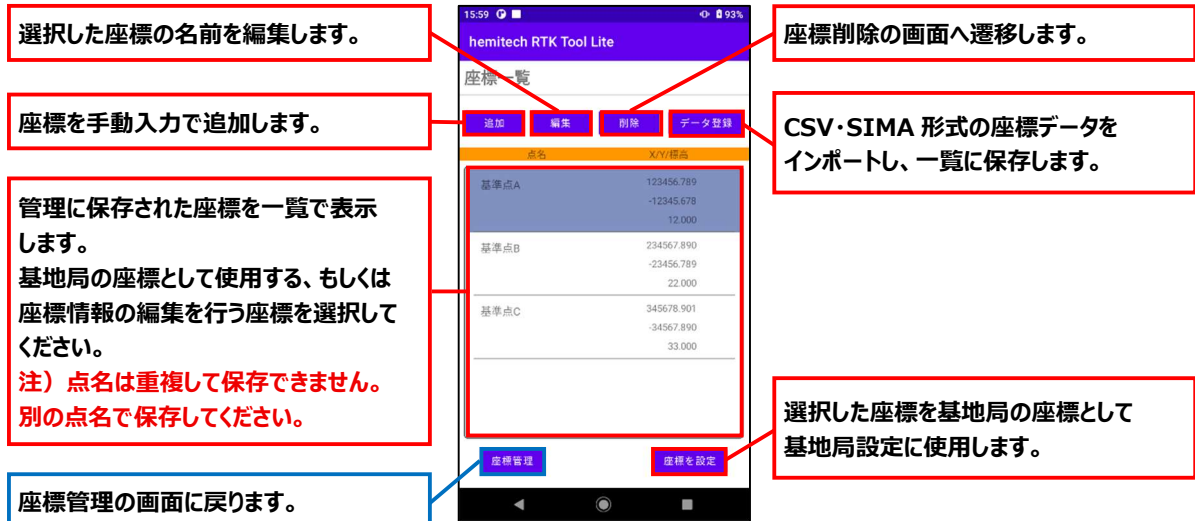 選択した座標の名前を編集します。
座標を手動入力で追加します。
管理に保存された座標を一覧で表示
します。
基地局の座標として使用する、もしくは
座標情報の編集を行う座標を選択して
ください。
注）点名は重複して保存できません。
別の点名で保存してください。
座標管理の画面に戻ります。
15:59 93%
hemitech RTK Tool Lite
座標一覧
追加 編集 削除 データ登録
点名 X/Y/標高
基準点A 123456.789
-12345.678
12.000
基準点B 234567.890
-23456.789
22.000
基準点C 345678.901
-34567.890
33.000
座標管理 座標を設定
座標削除の画面へ遷移します。
CSV・SIMA 形式の座標データを
インポートし、一覧に保存します。
選択した座標を基地局の座標として
基地局設定に使用します。